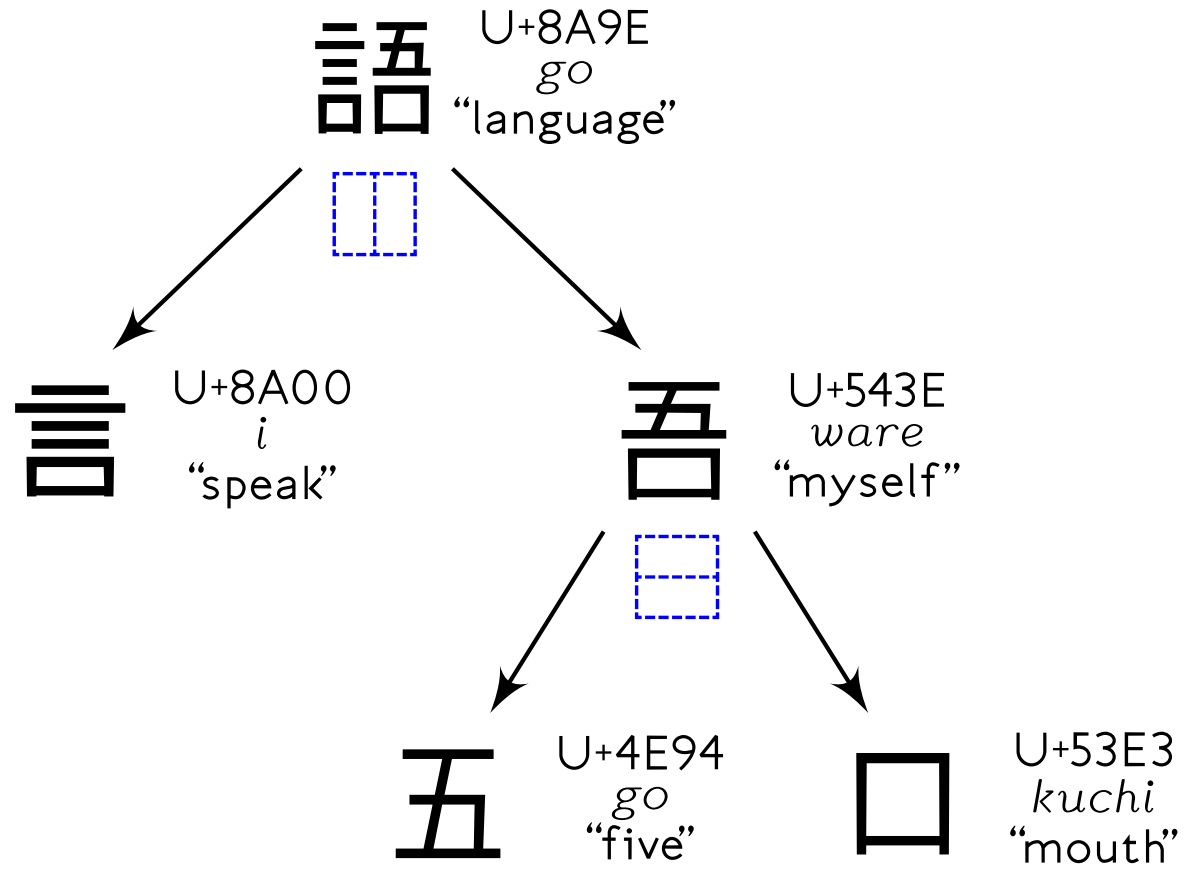 語
U+8A9E
go
“language”
言
U+8A00
i
“speak”
吾
U+543E
ware
“myself”
五
U+4E94
go
“five”
口
U+53E3
kuchi
“mouth”